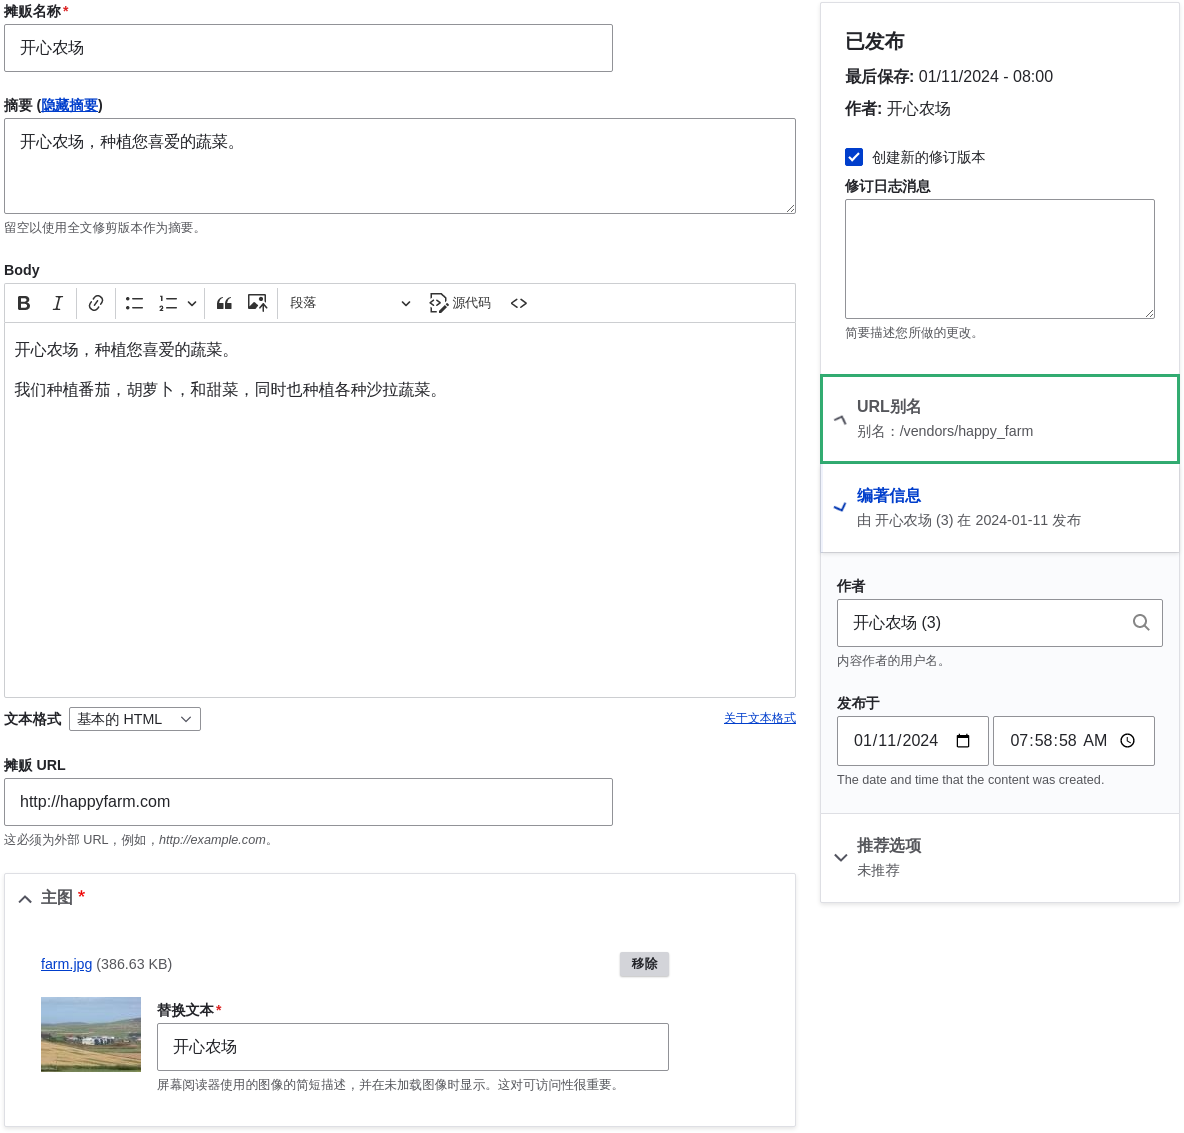 摊贩名称*
开心农场
摘要 (隐藏摘要)
开心农场，种植您喜爱的蔬菜。
留空以使用全文修剪版本作为摘要。
Body
B I 段落 源代码 <>
开心农场，种植您喜爱的蔬菜。
我们种植番茄，胡萝卜，和甜菜，同时也种植各种沙拉蔬菜。
文本格式 基本的 HTML 关于文本格式
摊贩 URL
http://happyfarm.com
这必须为外部 URL，例如，http://example.com。
主图 *
farm.jpg (386.63 KB) 移除
替换文本*
开心农场
屏幕阅读器使用的图像的简短描述，并在未加载图像时显示。这对可访问性很重要。
已发布
最后保存: 01/11/2024 - 08:00
作者: 开心农场
创建新的修订版本
修订日志消息
简要描述您所做的更改。
URL别名
别名：/vendors/happy_farm
编著信息
由 开心农场 (3) 在 2024-01-11 发布
作者
开心农场 (3)
内容作者的用户名。
发布于
01/11/2024 07:58:58 AM
The date and time that the content was created.
推荐选项
未推荐